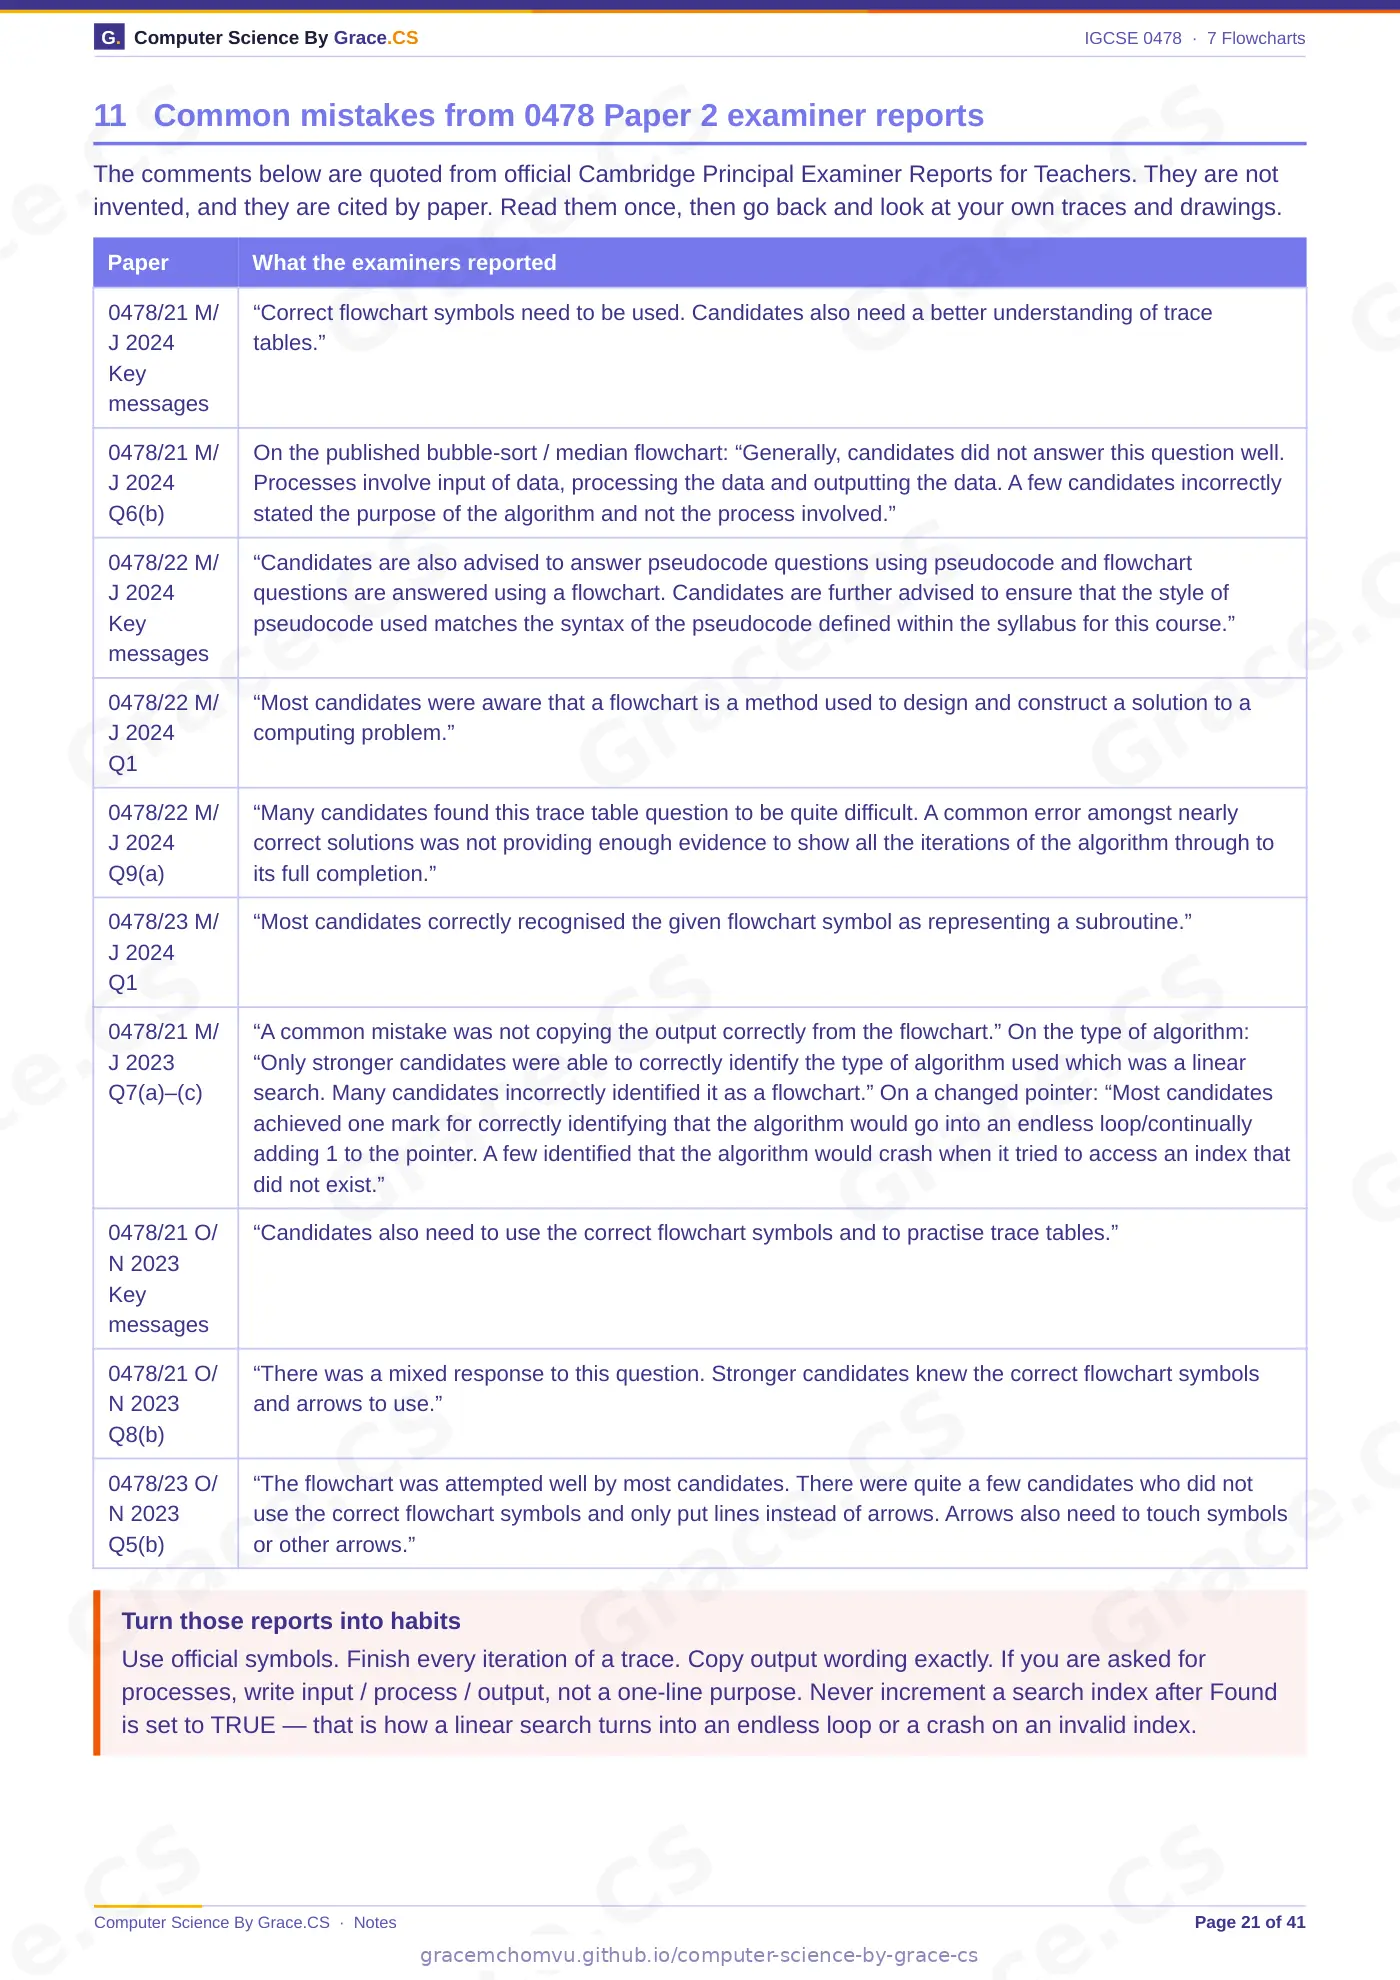 G. Computer Science By Grace.CS
IGCSE 0478 · 7 Flowcharts
11 Common mistakes from 0478 Paper 2 examiner reports
The comments below are quoted from official Cambridge Principal Examiner Reports for Teachers. They are not
invented, and they are cited by paper. Read them once, then go back and look at your own traces and drawings.
Paper
What the examiners reported
0478/21 M/
J 2024
Key
messages
“Correct flowchart symbols need to be used. Candidates also need a better understanding of trace
tables.”
0478/21 M/
J 2024
Q6(b)
On the published bubble-sort / median flowchart: “Generally, candidates did not answer this question well.
Processes involve input of data, processing the data and outputting the data. A few candidates incorrectly
stated the purpose of the algorithm and not the process involved.”
0478/22 M/
J 2024
Key
messages
“Candidates are also advised to answer pseudocode questions using pseudocode and flowchart
questions are answered using a flowchart. Candidates are further advised to ensure that the style of
pseudocode used matches the syntax of the pseudocode defined within the syllabus for this course.”
0478/22 M/
J 2024
Q1
“Most candidates were aware that a flowchart is a method used to design and construct a solution to a
computing problem.”
0478/22 M/
J 2024
Q9(a)
“Many candidates found this trace table question to be quite difficult. A common error amongst nearly
correct solutions was not providing enough evidence to show all the iterations of the algorithm through to
its full completion.”
0478/23 M/
J 2024
Q1
“Most candidates correctly recognised the given flowchart symbol as representing a subroutine.”
0478/21 M/
J 2023
Q7(a)–(c)
“A common mistake was not copying the output correctly from the flowchart.” On the type of algorithm:
“Only stronger candidates were able to correctly identify the type of algorithm used which was a linear
search. Many candidates incorrectly identified it as a flowchart.” On a changed pointer: “Most candidates
achieved one mark for correctly identifying that the algorithm would go into an endless loop/continually
adding 1 to the pointer. A few identified that the algorithm would crash when it tried to access an index that
did not exist.”
0478/21 O/
N 2023
Key
messages
“Candidates also need to use the correct flowchart symbols and to practise trace tables.”
0478/21 O/
N 2023
Q8(b)
“There was a mixed response to this question. Stronger candidates knew the correct flowchart symbols
and arrows to use.”
0478/23 O/
N 2023
Q5(b)
“The flowchart was attempted well by most candidates. There were quite a few candidates who did not
use the correct flowchart symbols and only put lines instead of arrows. Arrows also need to touch symbols
or other arrows.”
Turn those reports into habits
Use official symbols. Finish every iteration of a trace. Copy output wording exactly. If you are asked for
processes, write input / process / output, not a one-line purpose. Never increment a search index after Found
is set to TRUE — that is how a linear search turns into an endless loop or a crash on an invalid index.
Computer Science By Grace.CS · Notes
Page 21 of 41
gracemchomvu.github.io/computer-science-by-grace-cs